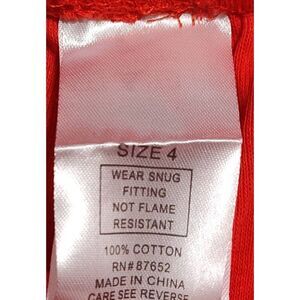 SIZE 4
WEAR SNUG
FITTING
NOT FLAME
RESISTANT
100% COTTON
RN# 87652
MADE IN CHINA
CARE SEE REVERSE